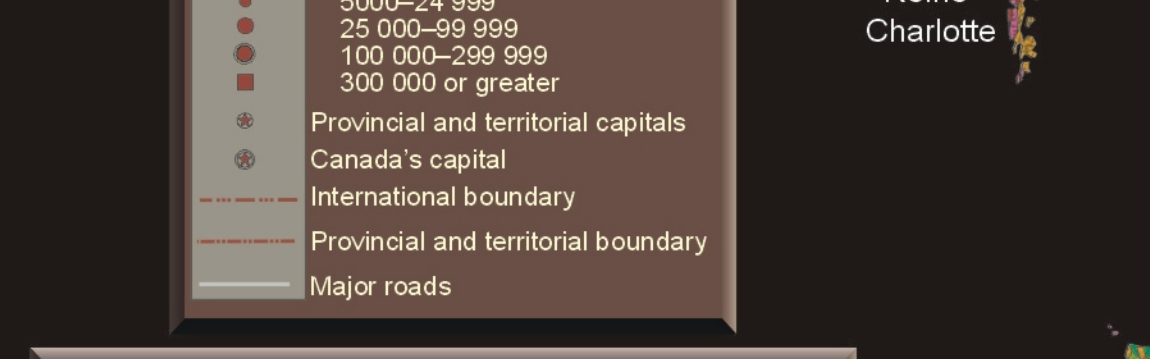 5000–24 999
25 000–99 999
100 000–299 999
300 000 or greater
Provincial and territorial capitals
Canada’s capital
International boundary
Provincial and territorial boundary
Major roads
Reine
Charlotte